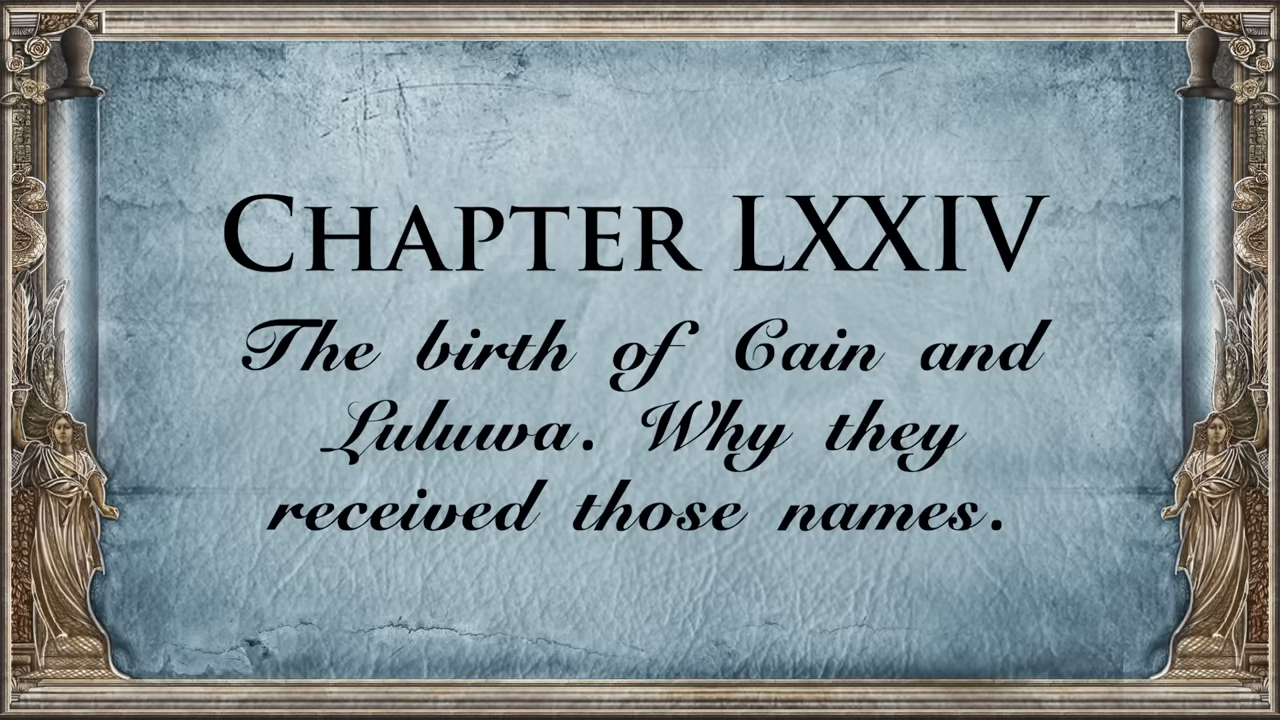 Chapter LXXIV
The birth of Cain and
Luluwa. Why they
received those names.